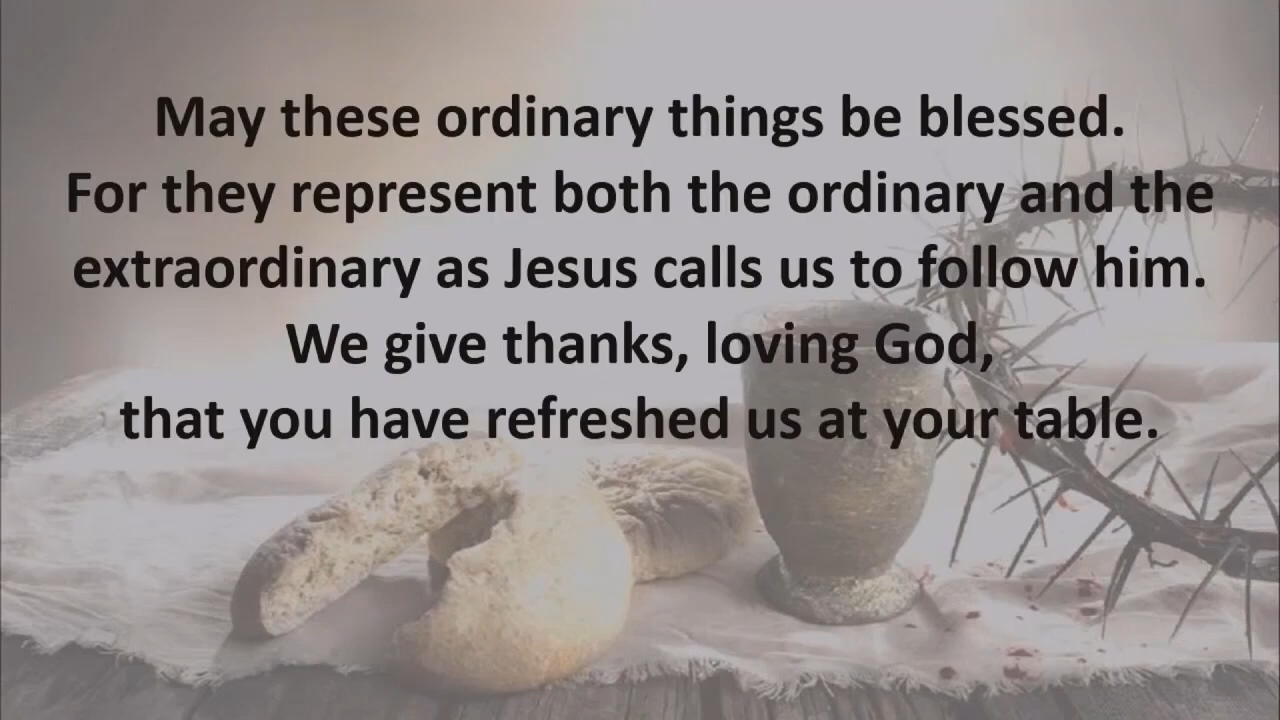 May these ordinary things be blessed.
For they represent both the ordinary and the
extraordinary as Jesus calls us to follow him.
We give thanks, loving God,
that you have refreshed us at your table.